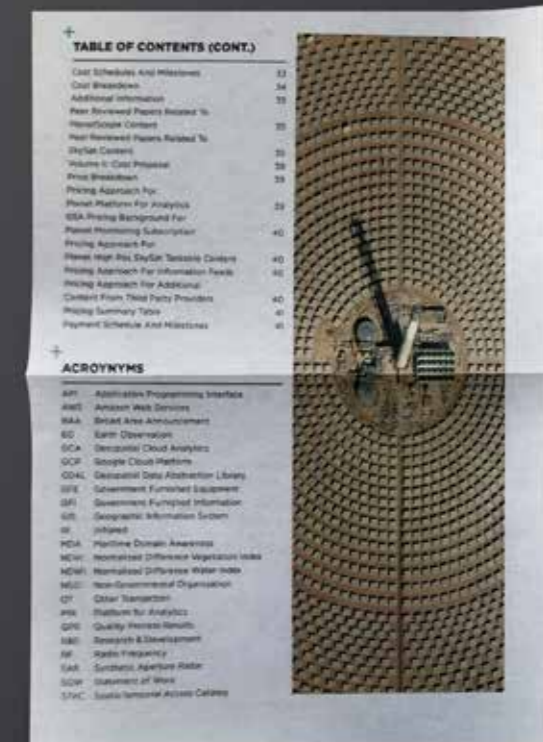 TABLE OF CONTENTS (CONT.)
Cost Schedules And Milestones 33
Cost Breakdown 34
Additional Information 35
Peer Reviewed Papers Related To
PlanetScope Content 35
Peer Reviewed Papers Related To
SkySat Content 35
Volume II: Cost Proposal 39
Price Breakdown 39
Pricing Approach For
Planet Platform For Analytics 39
Pricing Background For
Planet Monitoring Subscription 40
Pricing Approach For
Planet High Res SkySat Taskable Content 40
Pricing Approach For Information Feeds 40
Pricing Approach For Additional
Content From Third Party Providers 40
Pricing Summary Table 41
Payment Schedule And Milestones 41
ACROYNYMS
API Application Programming Interface
AWS Amazon Web Services
BAA Broad Area Announcement
EO Earth Observation
GCA Geospatial Cloud Analytics
GCP Google Cloud Platform
GDAL Geospatial Data Abstraction Library
GFE Government Furnished Equipment
GFI Government Furnished Information
GIS Geographic Information System
IR Infrared
MDA Maritime Domain Awareness
NDVI Normalized Difference Vegetation Index
NDWI Normalized Difference Water Index
NGO Non-Governmental Organisation
OT Other Transaction
Platform for Analytics
QPR Quality Process Results
R&D Research & Development
RF Radio Frequency
SAR Synthetic Aperture Radar
SOW Statement of Work
STAC Spatio Temporal Access Catalog